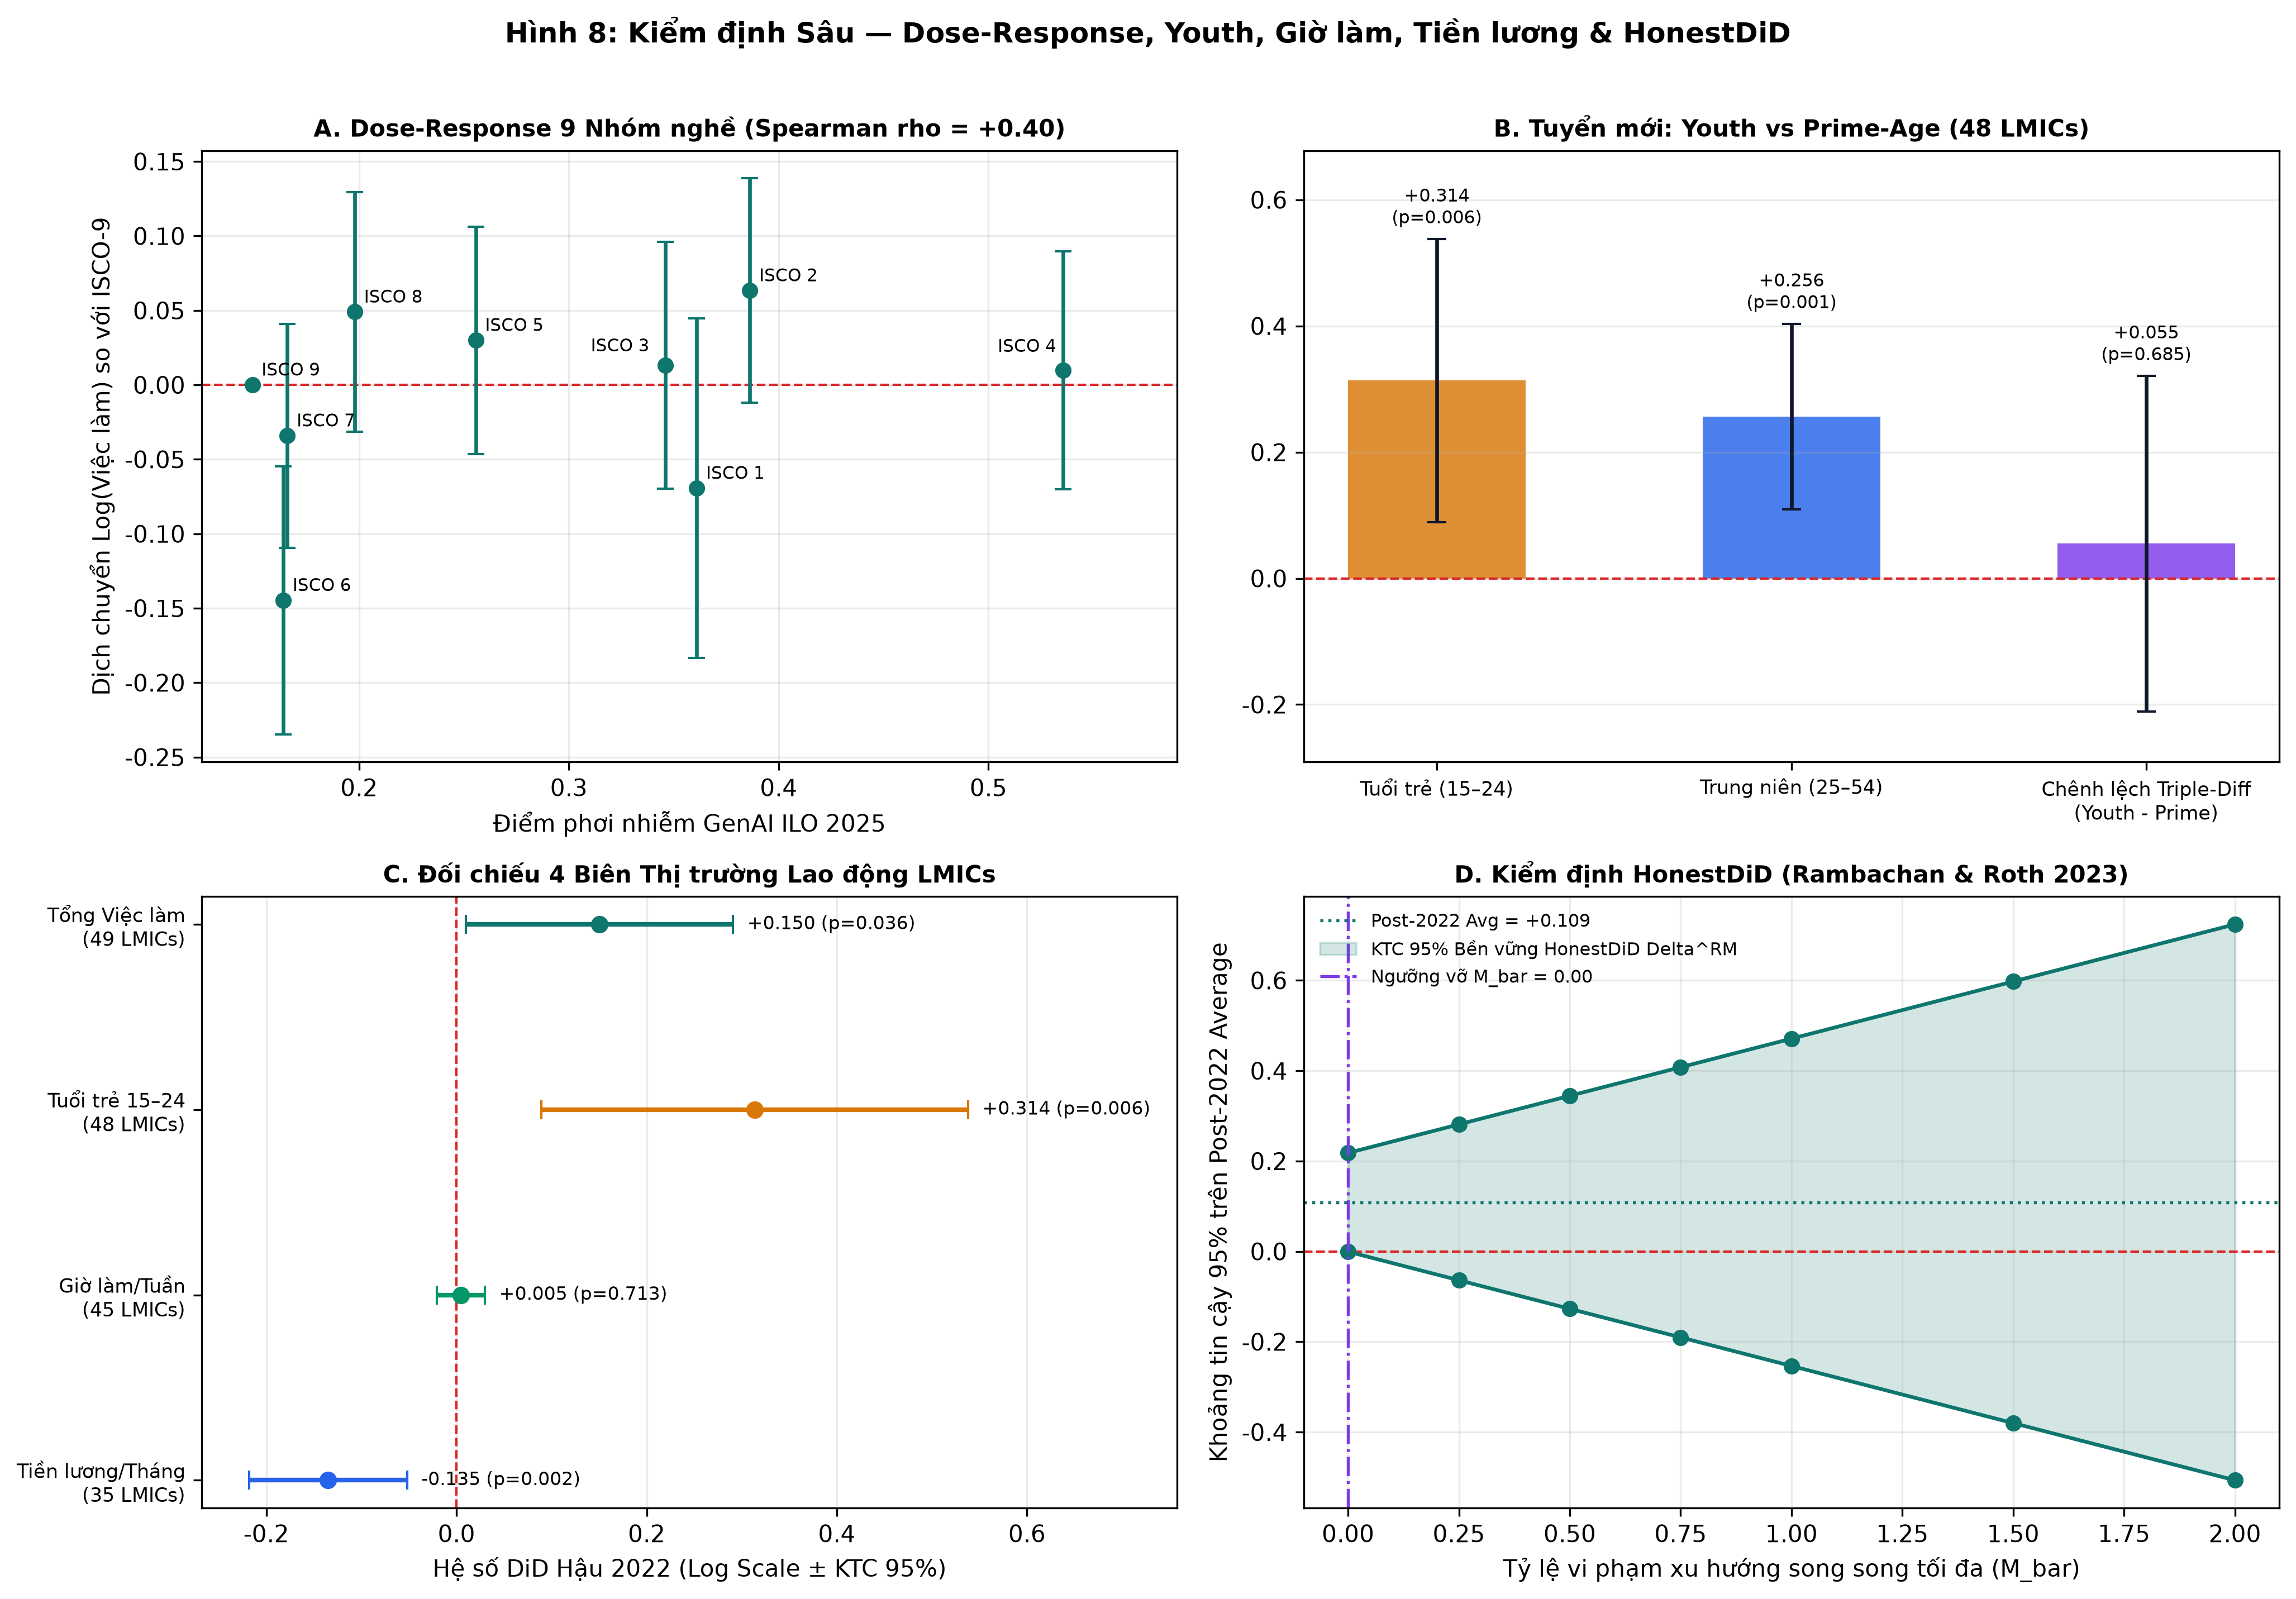 Hình 8: Kiểm định Sâu — Dose-Response, Youth, Giờ làm, Tiền lương & HonestDiD
A. Dose-Response 9 Nhóm nghề (Spearman rho = +0.40)
Dịch chuyển Log(Việc làm) so với ISCO-9
0.15
0.10
0.05
0.00
-0.05
-0.10
-0.15
-0.20
-0.25
ISCO 9
ISCO 7
ISCO 6
ISCO 8
ISCO 5
ISCO 3
ISCO 1
ISCO 2
ISCO 4
0.2
0.3
0.4
0.5
Điểm phơi nhiễm GenAI ILO 2025
B. Tuyển mới: Youth vs Prime-Age (48 LMICs)
0.6
0.4
0.2
0.0
-0.2
+0.314
(p=0.006)
+0.256
(p=0.001)
+0.055
(p=0.685)
Tuổi trẻ (15–24)
Trung niên (25–54)
Chênh lệch Triple-Diff
(Youth - Prime)
C. Đối chiếu 4 Biên Thị trường Lao động LMICs
Tổng Việc làm
(49 LMICs)
+0.150 (p=0.036)
Tuổi trẻ 15–24
(48 LMICs)
+0.314 (p=0.006)
Giờ làm/Tuần
(45 LMICs)
+0.005 (p=0.713)
Tiền lương/Tháng
(35 LMICs)
-0.135 (p=0.002)
-0.2
0.0
0.2
0.4
0.6
Hệ số DiD Hậu 2022 (Log Scale ± KTC 95%)
D. Kiểm định HonestDiD (Rambachan & Roth 2023)
Khoảng tin cậy 95% trên Post-2022 Average
Post-2022 Avg = +0.109
KTC 95% Bền vững HonestDiD Delta^RM
Ngưỡng vỡ M_bar = 0.00
0.6
0.4
0.2
0.0
-0.2
-0.4
0.00
0.25
0.50
0.75
1.00
1.25
1.50
1.75
2.00
Tỷ lệ vi phạm xu hướng song song tối đa (M_bar)